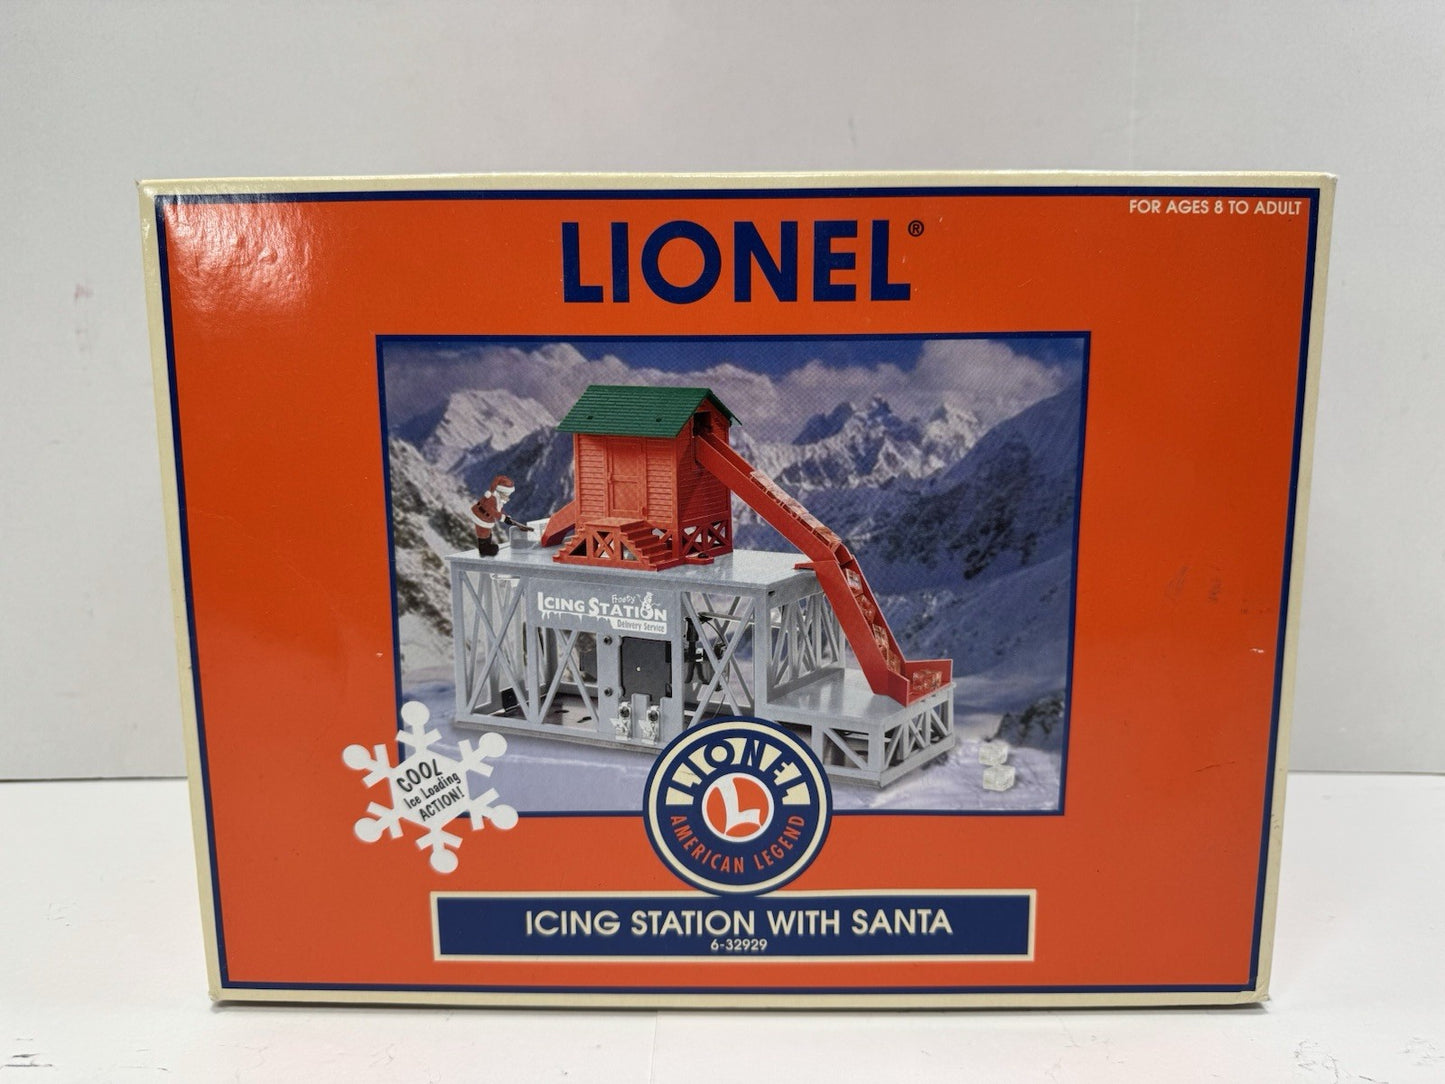 FOR AGES 8 TO ADULT
LIONEL®
Frosty
ICING STATION
Delivery Service
COOL
Ice Loading
ACTION!
LIONEL
L
AMERICAN LEGEND
ICING STATION WITH SANTA
6-32929